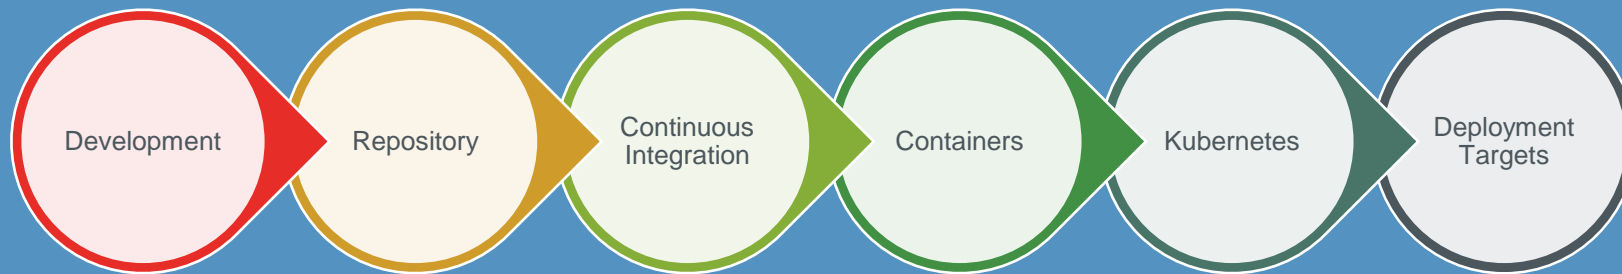 Development
Repository
Continuous
Integration
Containers
Kubernetes
Deployment
Targets